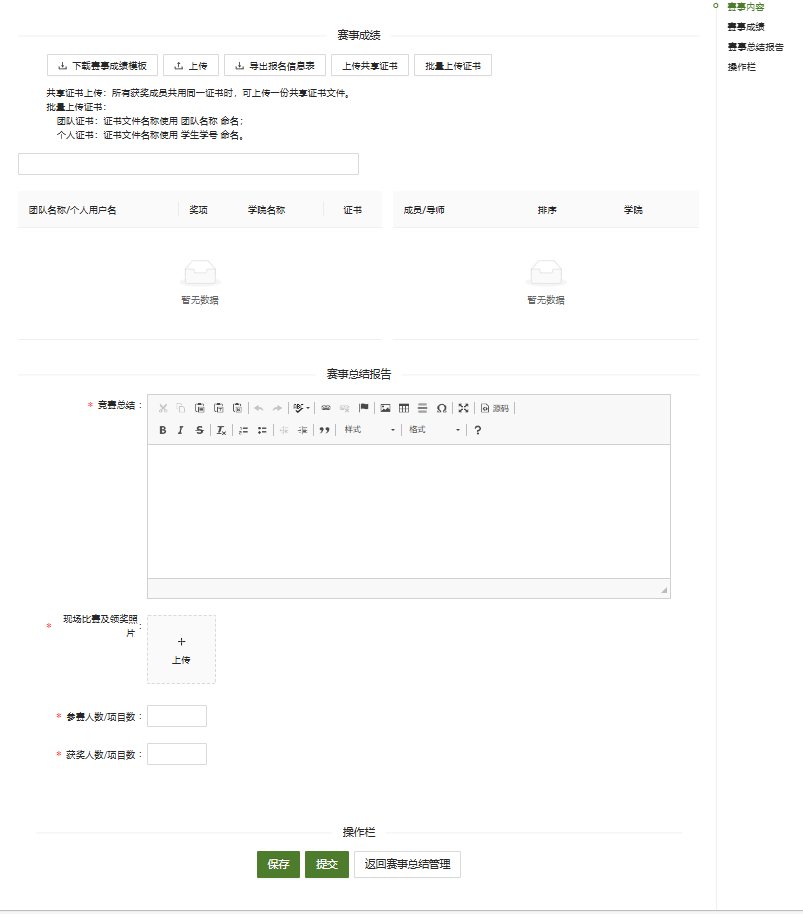 赛事内容
赛事成绩
赛事总结报告
操作栏
赛事成绩
下载赛事成绩模板 上传 导出报名信息表 上传共享证书 批量上传证书
共享证书上传：所有获奖成员共用同一证书时，可上传一份共享证书文件。
批量上传证书：
团队证书：证书文件名称使用 团队名称 命名；
个人证书：证书文件名称使用 学生学号 命名。
团队名称/个人用户名 奖项 学院名称 证书 成员/导师 排序 学院
暂无数据 暂无数据
赛事总结报告
* 竞赛总结：
源码
B I S Tx 样式 格式 ?
* 现场比赛及领奖照片：
+
上传
* 参赛人数/项目数：
* 获奖人数/项目数：
操作栏
保存 提交 返回赛事总结管理